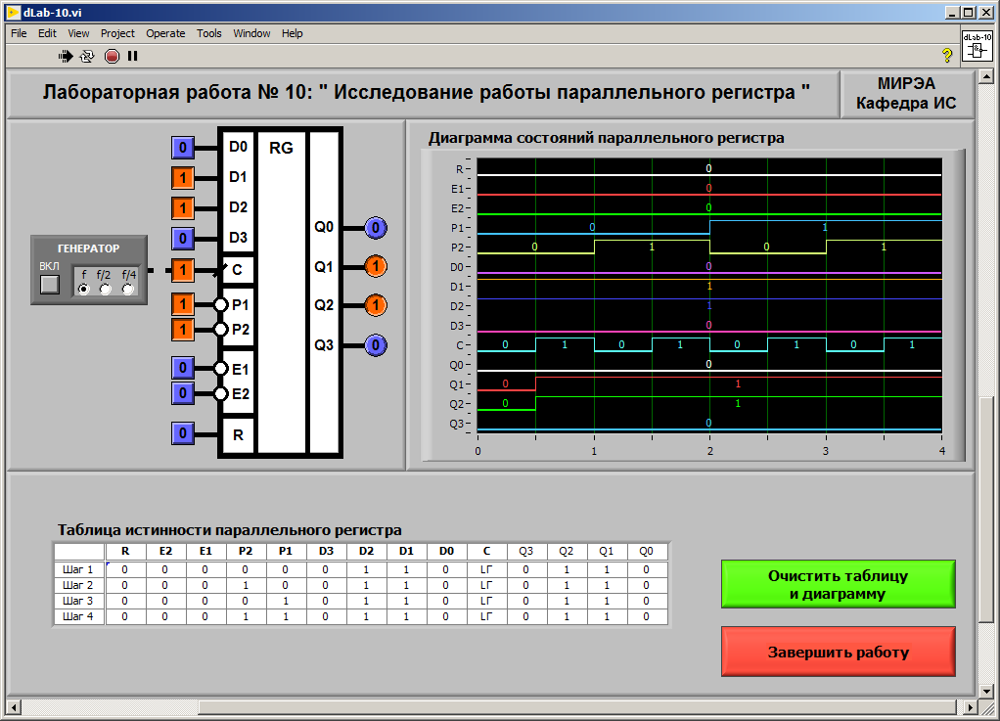 dLab-10.vi
File Edit View Project Operate Tools Window Help
?
dLab-10
&
Лабораторная работа № 10: " Исследование работы параллельного регистра "
МИРЭА
Кафедра ИС
ГЕНЕРАТОР
ВКЛ
f f/2 f/4
0 D0 RG
1 D1
1 D2
0 D3
1 C
1 P1
1 P2
0 E1
0 E2
0 R
Q0 0
Q1 1
Q2 1
Q3 0
Диаграмма состояний параллельного регистра
R 0
E1 0
E2 0
P1 0 1
P2 0 1 0 1
D0 0
D1 1
D2 1
D3 0
C 0 1 0 1 0 1 0 1
Q0 0
Q1 0 1
Q2 0 1
Q3 0
0 1 2 3 4
Таблица истинности параллельного регистра
R E2 E1 P2 P1 D3 D2 D1 D0 C Q3 Q2 Q1 Q0
Шаг 1 0 0 0 0 0 0 1 1 0 LГ 0 1 1 0
Шаг 2 0 0 0 1 0 0 1 1 0 LГ 0 1 1 0
Шаг 3 0 0 0 0 1 0 1 1 0 LГ 0 1 1 0
Шаг 4 0 0 0 1 1 0 1 1 0 LГ 0 1 1 0
Очистить таблицу
и диаграмму
Завершить работу